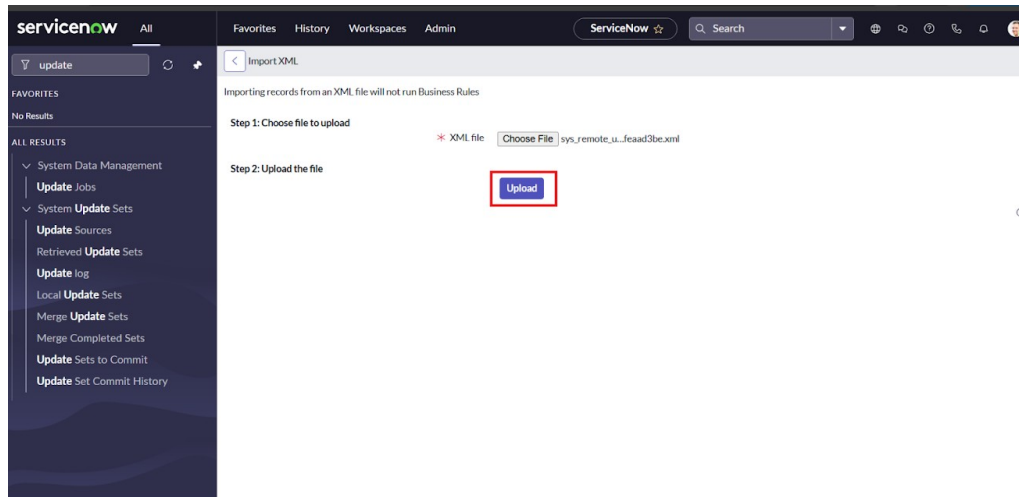 servicenow All Favorites History Workspaces Admin ServiceNow Search
update
Import XML
FAVORITES
No Results
ALL RESULTS
System Data Management
Update Jobs
System Update Sets
Update Sources
Retrieved Update Sets
Update log
Local Update Sets
Merge Update Sets
Merge Completed Sets
Update Sets to Commit
Update Set Commit History
Importing records from an XML file will not run Business Rules
Step 1: Choose file to upload
XML file Choose File sys_remote_u...feaad3be.xml
Step 2: Upload the file
Upload